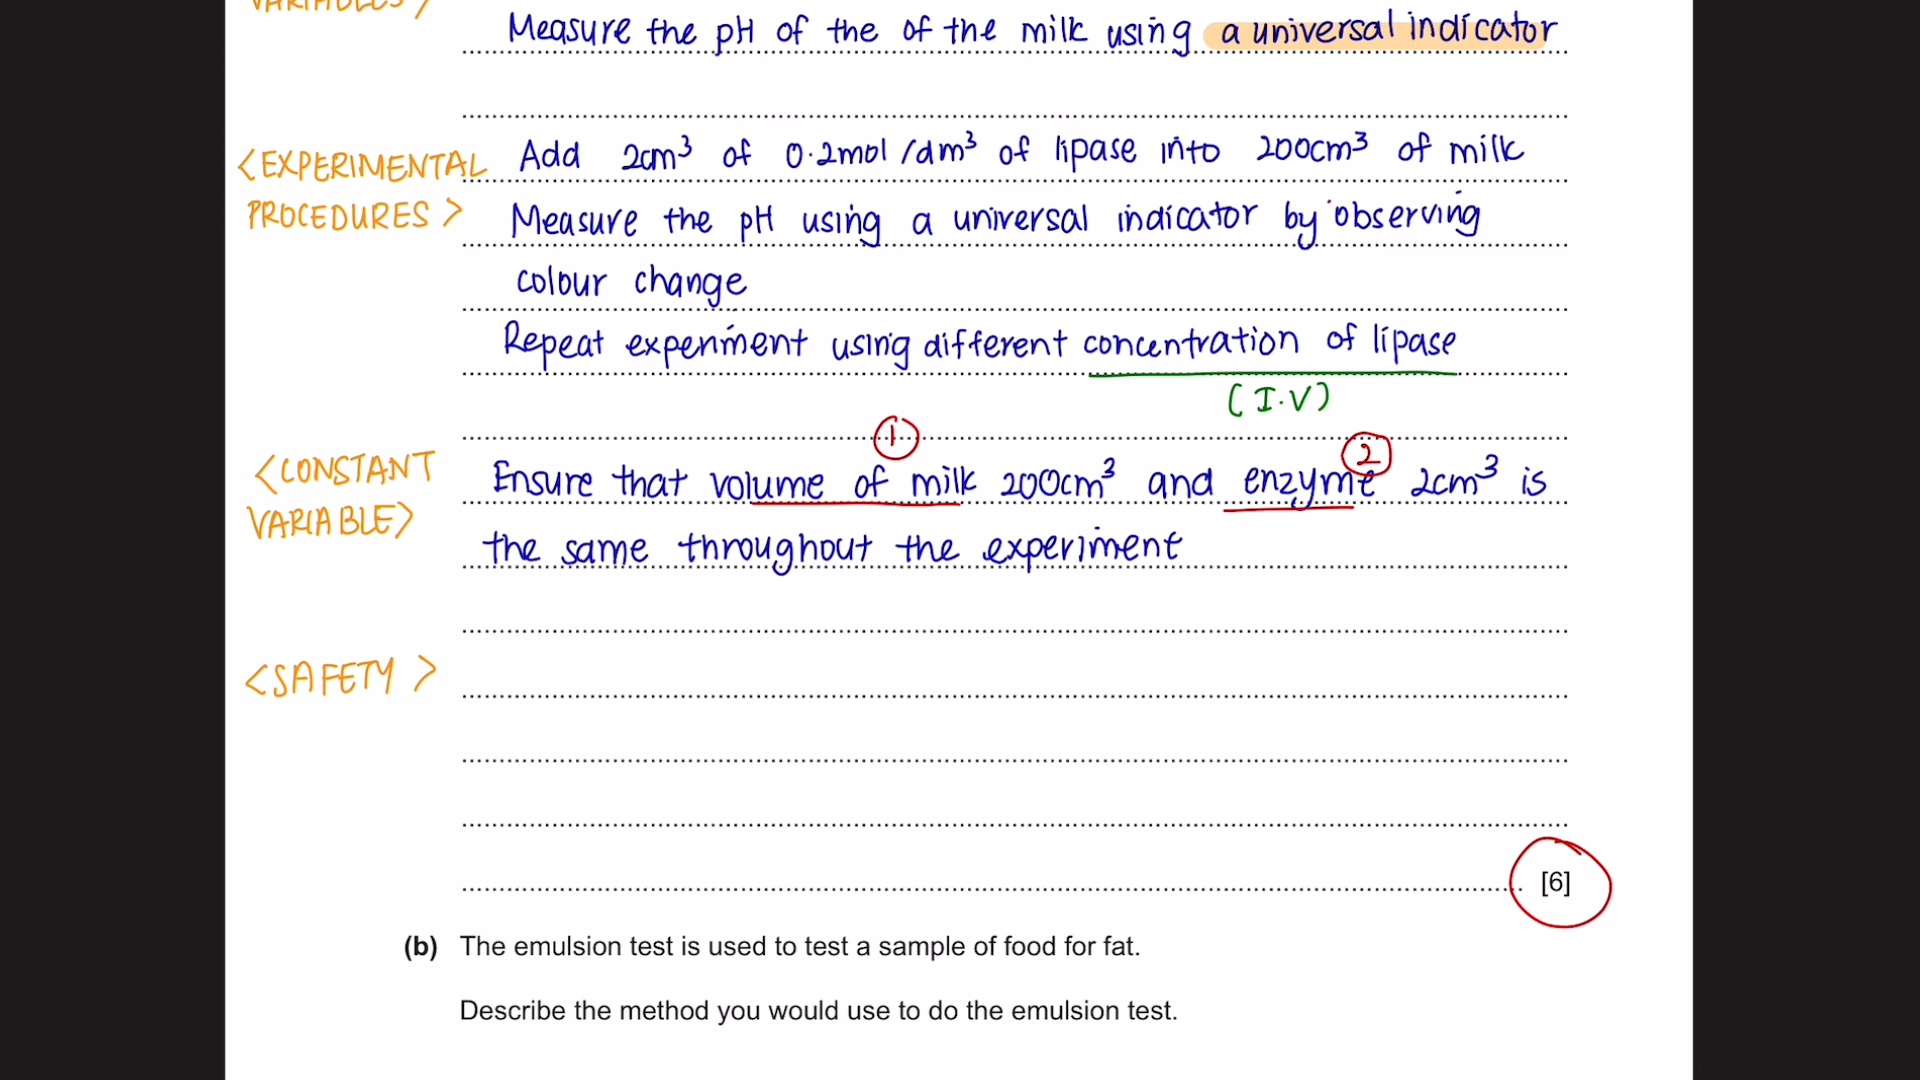 VARIABLES>
Measure the pH of the of the milk using a universal indicator
<EXPERIMENTAL PROCEDURES>
Add 2cm³ of 0.2mol/dm³ of lipase into 200cm³ of milk
Measure the pH using a universal indicator by observing
colour change
Repeat experiment using different concentration of lipase
(I.V)
1
2
<CONSTANT VARIABLE>
Ensure that volume of milk 200cm³ and enzyme 2cm³ is
the same throughout the experiment
<SAFETY>
[6]
(b) The emulsion test is used to test a sample of food for fat.
Describe the method you would use to do the emulsion test.